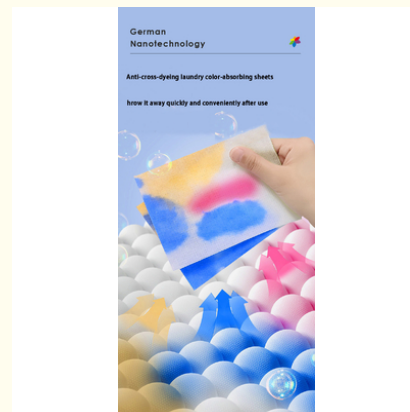 German
Nanotechnology
Anti-cross-dyeing laundry color-absorbing sheets
hrow it away quickly and conveniently after use